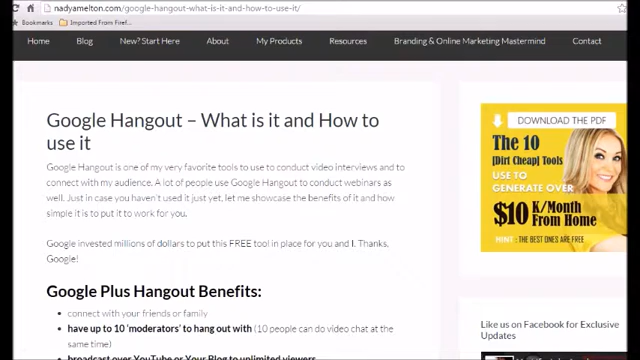 nadyamelton.com/google-hangout-what-is-it-and-how-to-use-it/
Bookmarks Imported From Firef...
Home Blog New? Start Here About My Products Resources Branding & Online Marketing Mastermind Contact
Google Hangout – What is it and How to
use it
Google Hangout is one of my very favorite tools to use to conduct video interviews and to
connect with my audience. A lot of people use Google Hangout to conduct webinars as
well. Just in case you haven't used it just yet, let me showcase the benefits of it and how
simple it is to put it to work for you.
Google invested millions of dollars to put this FREE tool in place for you and I. Thanks,
Google!
Google Plus Hangout Benefits:
connect with your friends or family
have up to 10 'moderators' to hang out with (10 people can do video chat at the
same time)
broadcast over YouTube or Your Blog to unlimited viewers
DOWNLOAD THE PDF
The 10
[Dirt Cheap] Tools
USE TO
GENERATE OVER
$10 K/Month
From Home
HINT: THE BEST ONES ARE FREE
Like us on Facebook for Exclusive
Updates